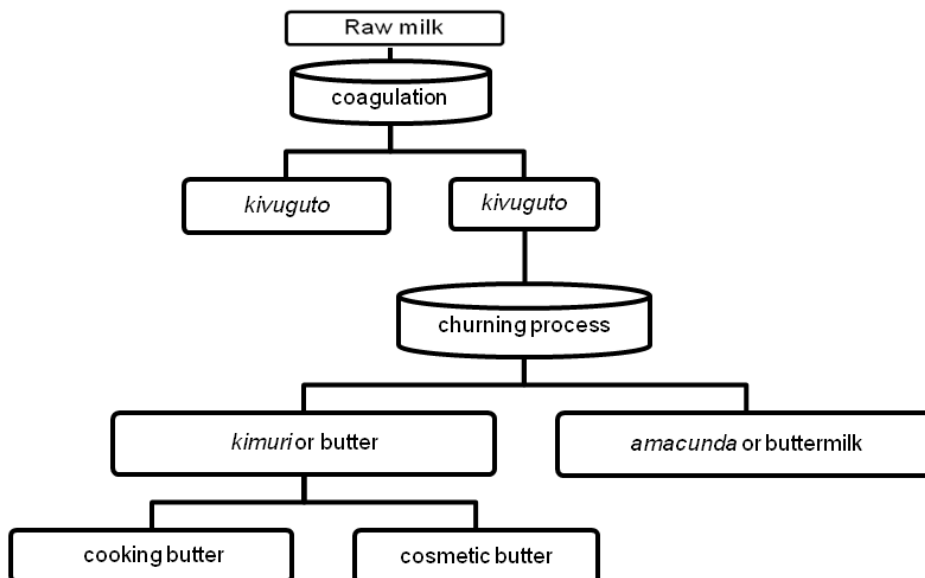 Raw milk
coagulation
kivuguto
kivuguto
churning process
kimuri or butter
amacunda or buttermilk
cooking butter
cosmetic butter